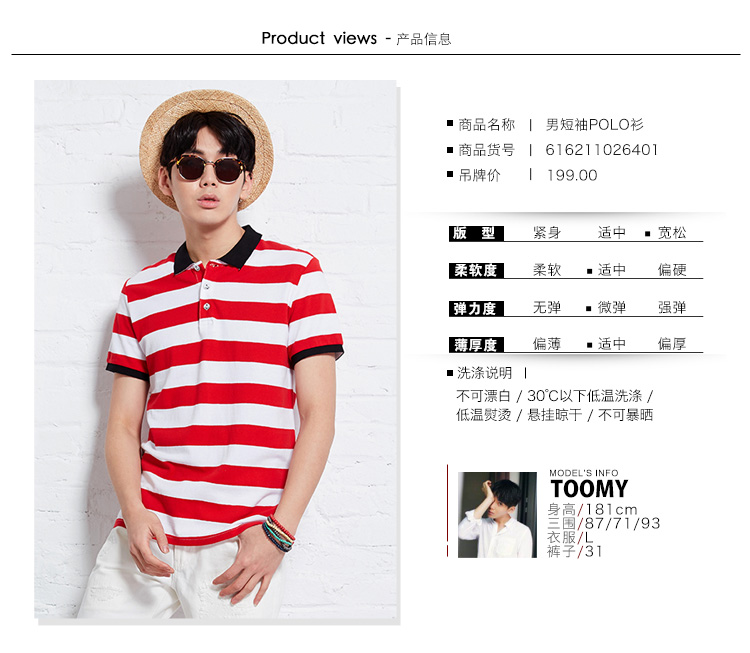 Product views - 产品信息
▪ 商品名称 | 男短袖POLO衫
▪ 商品货号 | 616211026401
▪ 吊牌价 | 199.00
版 型 紧身 适中 ▪ 宽松
柔软度 柔软 ▪ 适中 偏硬
弹力度 无弹 ▪ 微弹 强弹
薄厚度 偏薄 ▪ 适中 偏厚
▪ 洗涤说明 |
不可漂白 / 30℃以下低温洗涤 /
低温熨烫 / 悬挂晾干 / 不可暴晒
MODEL'S INFO
TOOMY
身高/181cm
三围/87/71/93
衣服/L
裤子/31